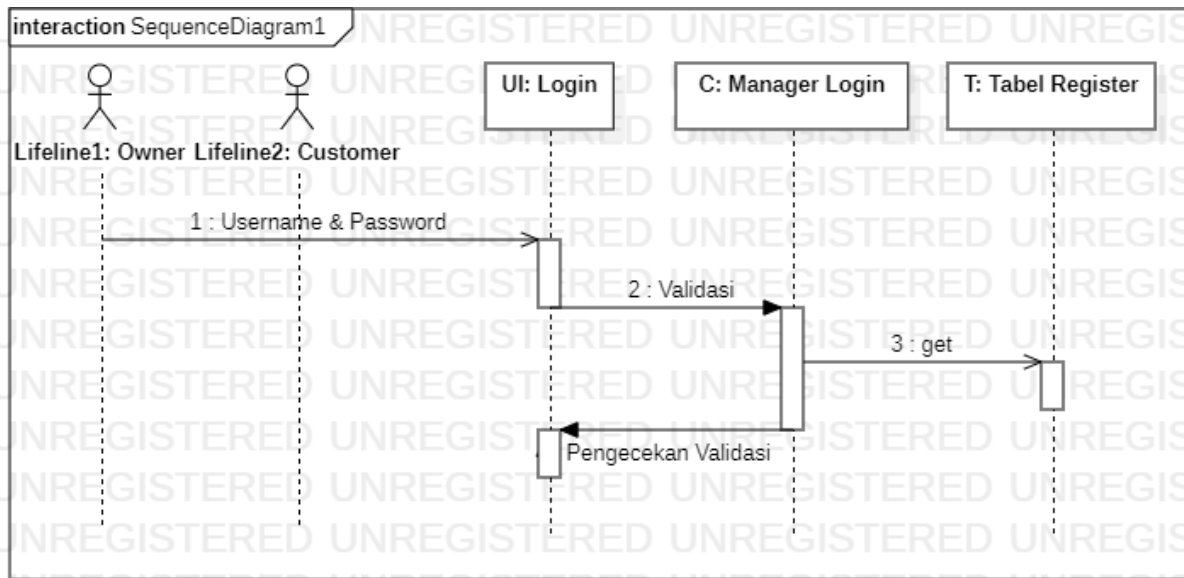 interaction SequenceDiagram1
UI: Login
C: Manager Login
T: Tabel Register
Lifeline1: Owner
Lifeline2: Customer
1 : Username & Password
2 : Validasi
3 : get
Pengecekan Validasi
UNREGISTERED